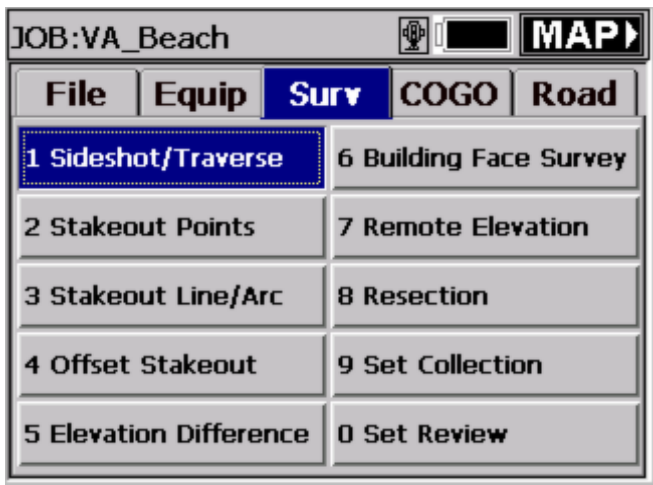 JOB:VA_Beach MAP
File Equip Surv COGO Road
1 Sideshot/Traverse
2 Stakeout Points
3 Stakeout Line/Arc
4 Offset Stakeout
5 Elevation Difference
6 Building Face Survey
7 Remote Elevation
8 Resection
9 Set Collection
0 Set Review